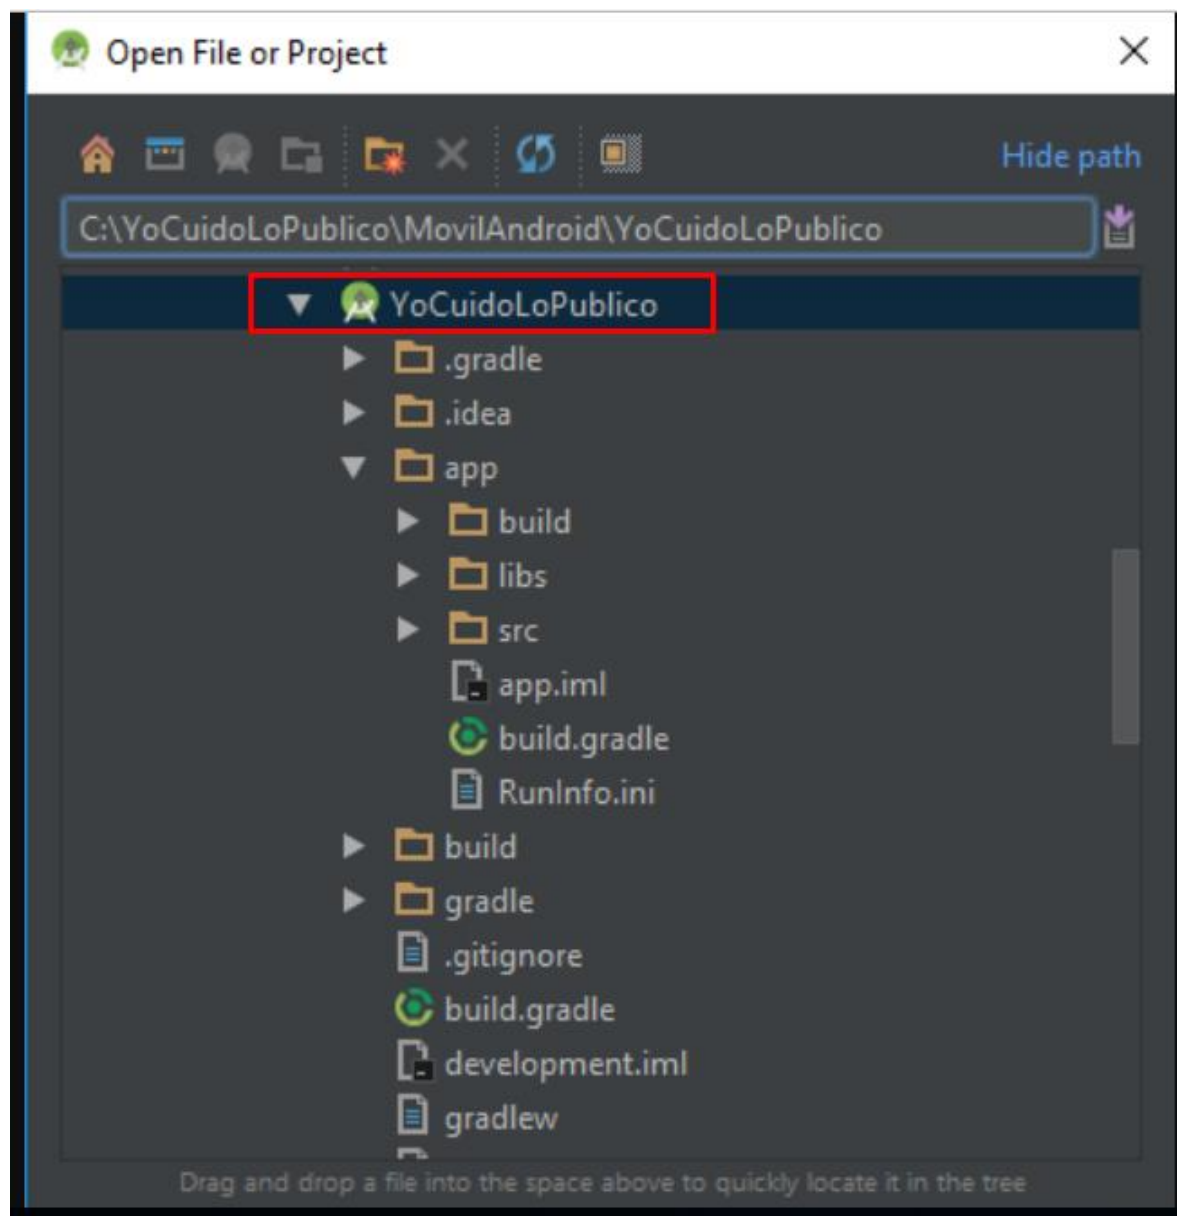 Open File or Project
Hide path
C:\YoCuidoLoPublico\MovilAndroid\YoCuidoLoPublico
YoCuidoLoPublico
.gradle
.idea
app
build
libs
src
app.iml
build.gradle
RunInfo.ini
build
gradle
.gitignore
build.gradle
development.iml
gradlew
Drag and drop a file into the space above to quickly locate it in the tree